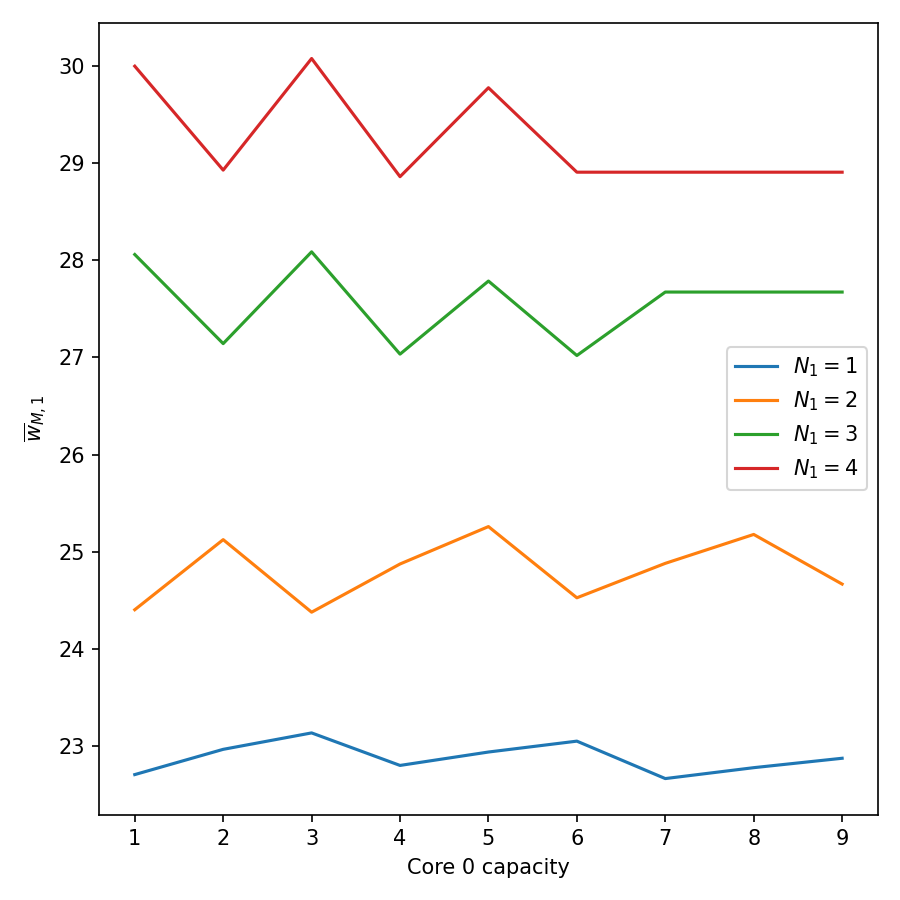 30
29
28
27
26
25
24
23
w̅_{M,1}
N₁ = 1
N₁ = 2
N₁ = 3
N₁ = 4
1 2 3 4 5 6 7 8 9
Core 0 capacity